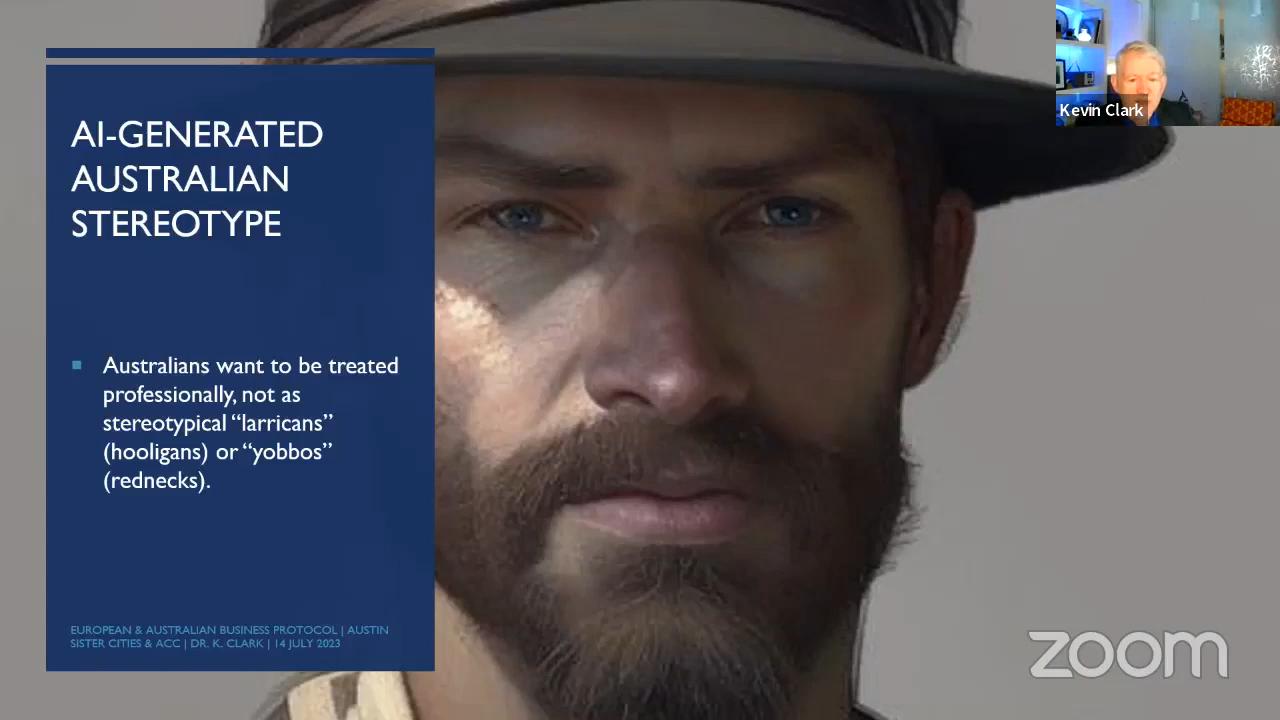 AI-GENERATED
AUSTRALIAN
STEREOTYPE
Australians want to be treated
professionally, not as
stereotypical “larricans”
(hooligans) or “yobbos”
(rednecks).
EUROPEAN & AUSTRALIAN BUSINESS PROTOCOL | AUSTIN
SISTER CITIES & ACC | DR. K. CLARK | 14 JULY 2023
Kevin Clark
zoom